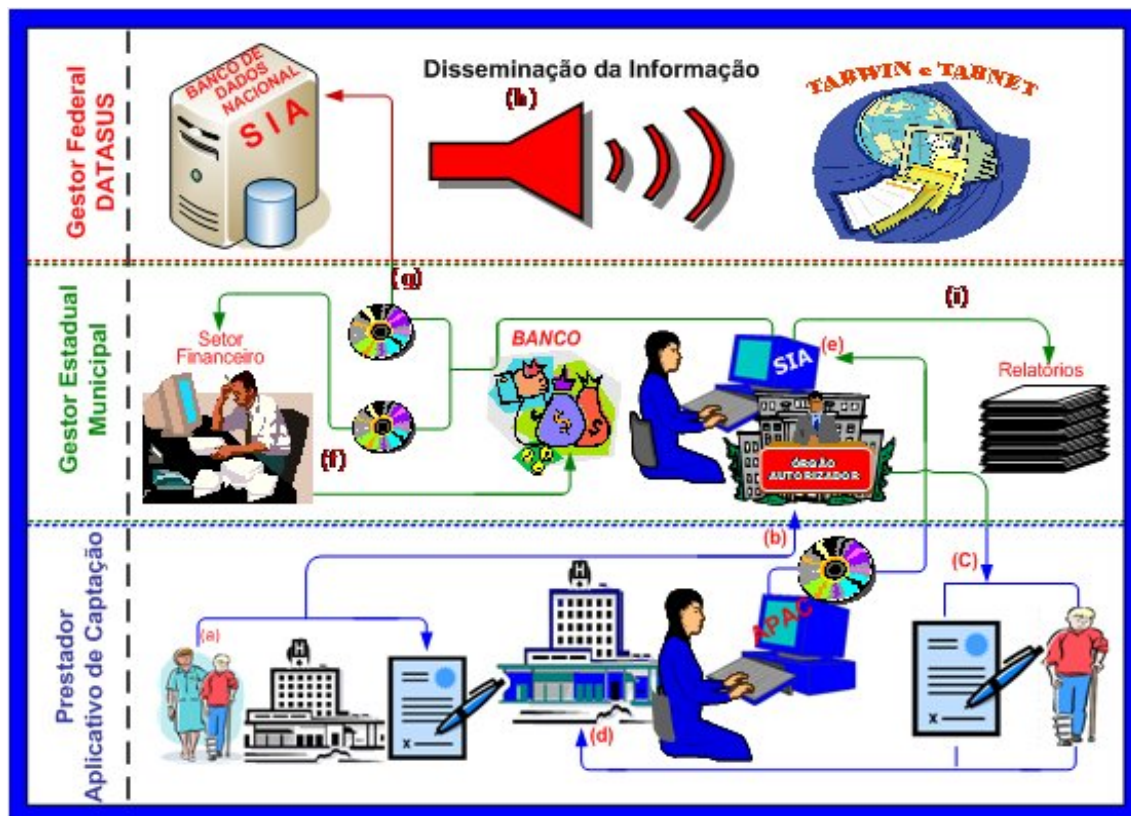 Gestor Federal
DATASUS
BANCO DE
DADOS
NACIONAL
S I A
Disseminação da Informação
(h)
TABWIN e TABNET
Gestor Estadual
Municipal
(g)
Setor
Financeiro
BANCO
SIA
(e)
(i)
Relatórios
(f)
ÓRGÃO
AUTORIZADOR
Prestador
Aplicativo de Captação
(a)
H
(b)
H
(d)
APAC
(C)
x
x